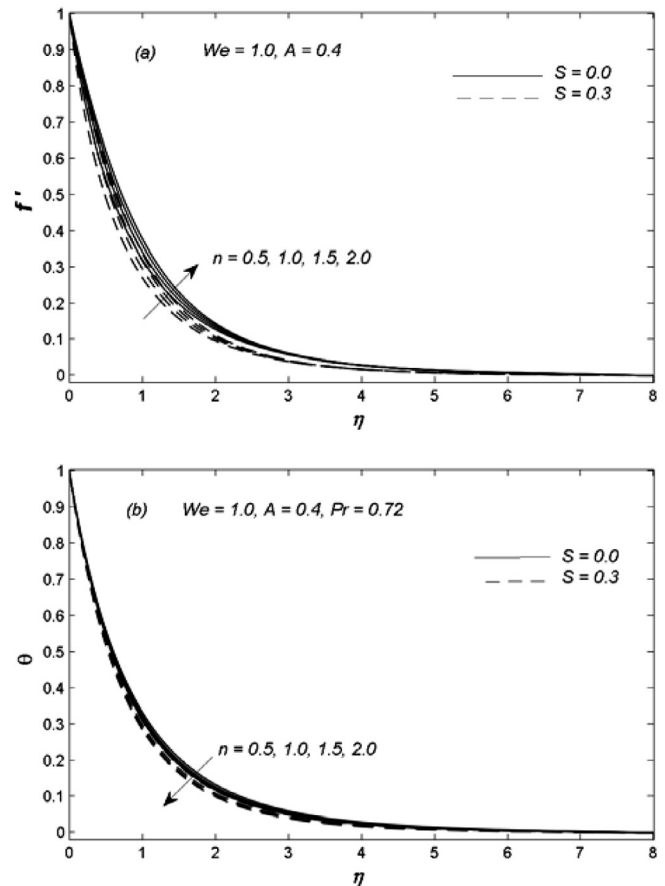 1
(a) We = 1.0, A = 0.4
0.9
S = 0.0
0.8
S = 0.3
0.7
0.6
f '
0.5
0.4
n = 0.5, 1.0, 1.5, 2.0
0.3
0.2
0.1
0
0 1 2 3 4 5 6 7 8
η
1
(b) We = 1.0, A = 0.4, Pr = 0.72
0.9
0.8
S = 0.0
0.7
S = 0.3
0.6
θ
0.5
0.4
0.3
n = 0.5, 1.0, 1.5, 2.0
0.2
0.1
0
0 1 2 3 4 5 6 7 8
η